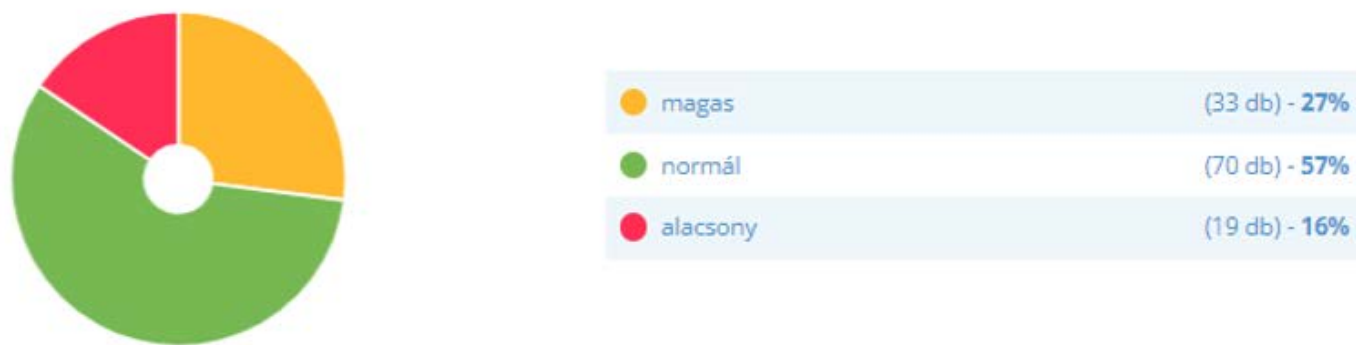 magas (33 db) - 27%
normál (70 db) - 57%
alacsony (19 db) - 16%